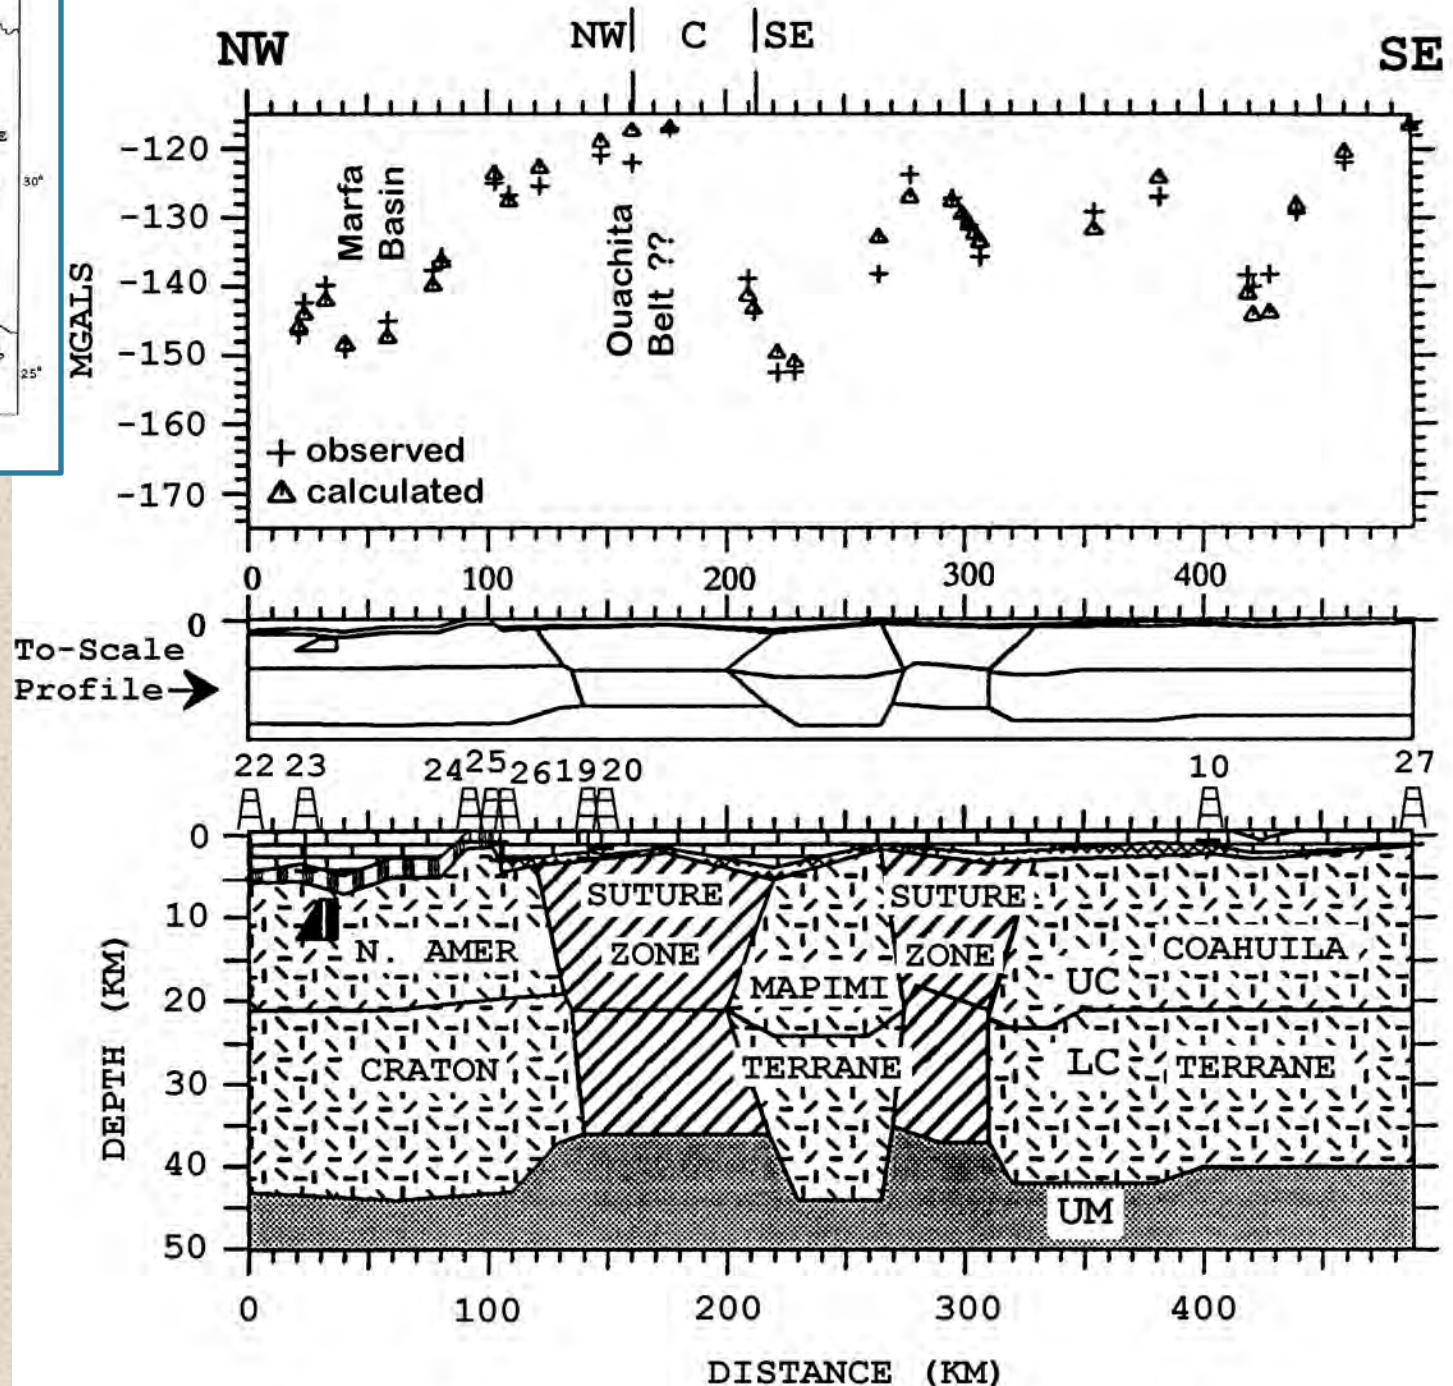 NW| C |SE
NW
SE
30°
25°
MGALS
-120
-130
-140
-150
-160
-170
Marfa
Basin
Ouachita
Belt ??
+ observed
calculated
0 100 200 300 400
0
To-Scale
Profile
22 23 24 25 26 19 20 10 27
DEPTH (KM)
0
10
20
30
40
50
SUTURE
ZONE
SUTURE
ZONE
N. AMER
CRATON
MAPIMI
TERRANE
COAHUILA
UC
LC
TERRANE
UM
0 100 200 300 400
DISTANCE (KM)